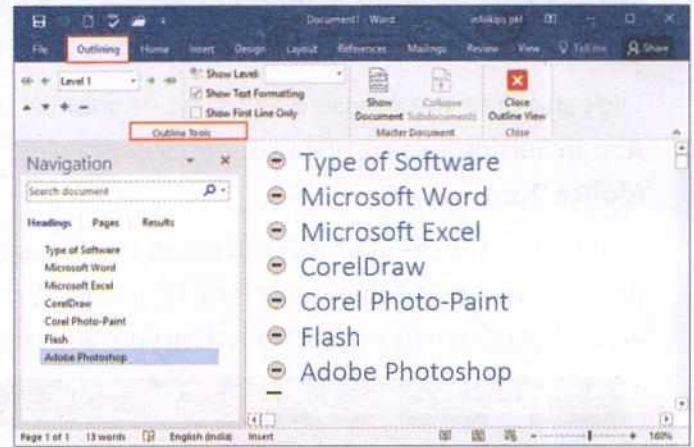 Document1 - Word infokips pkl
File Outlining Home Insert Design Layout References Mailings Review View Tell me Share
Level 1
Show Level:
Show Text Formatting
Show First Line Only
Outline Tools
Show Document
Collapse Subdocuments
Master Document
Close Outline View
Close
Navigation
Search document
Headings Pages Results
Type of Software
Microsoft Word
Microsoft Excel
CorelDraw
Corel Photo-Paint
Flash
Adobe Photoshop
Type of Software
Microsoft Word
Microsoft Excel
CorelDraw
Corel Photo-Paint
Flash
Adobe Photoshop
Page 1 of 1 13 words English (India) Insert 160%